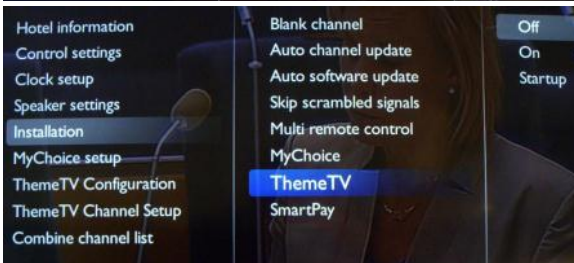 Hotel information
Control settings
Clock setup
Speaker settings
Installation
MyChoice setup
ThemeTV Configuration
ThemeTV Channel Setup
Combine channel list
Blank channel
Auto channel update
Auto software update
Skip scrambled signals
Multi remote control
MyChoice
ThemeTV
SmartPay
Off
On
Startup